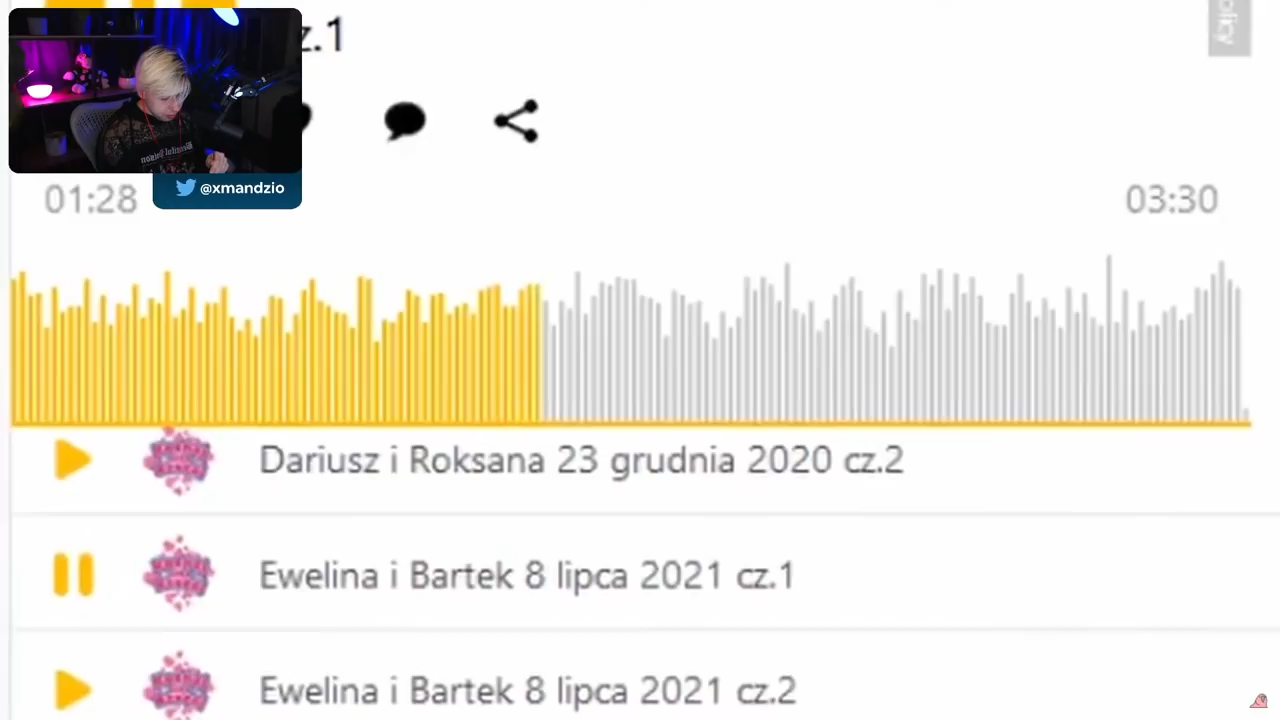 z.1
olicy
@xmandzio
01:28
03:30
Dariusz i Roksana 23 grudnia 2020 cz.2
Ewelina i Bartek 8 lipca 2021 cz.1
Ewelina i Bartek 8 lipca 2021 cz.2